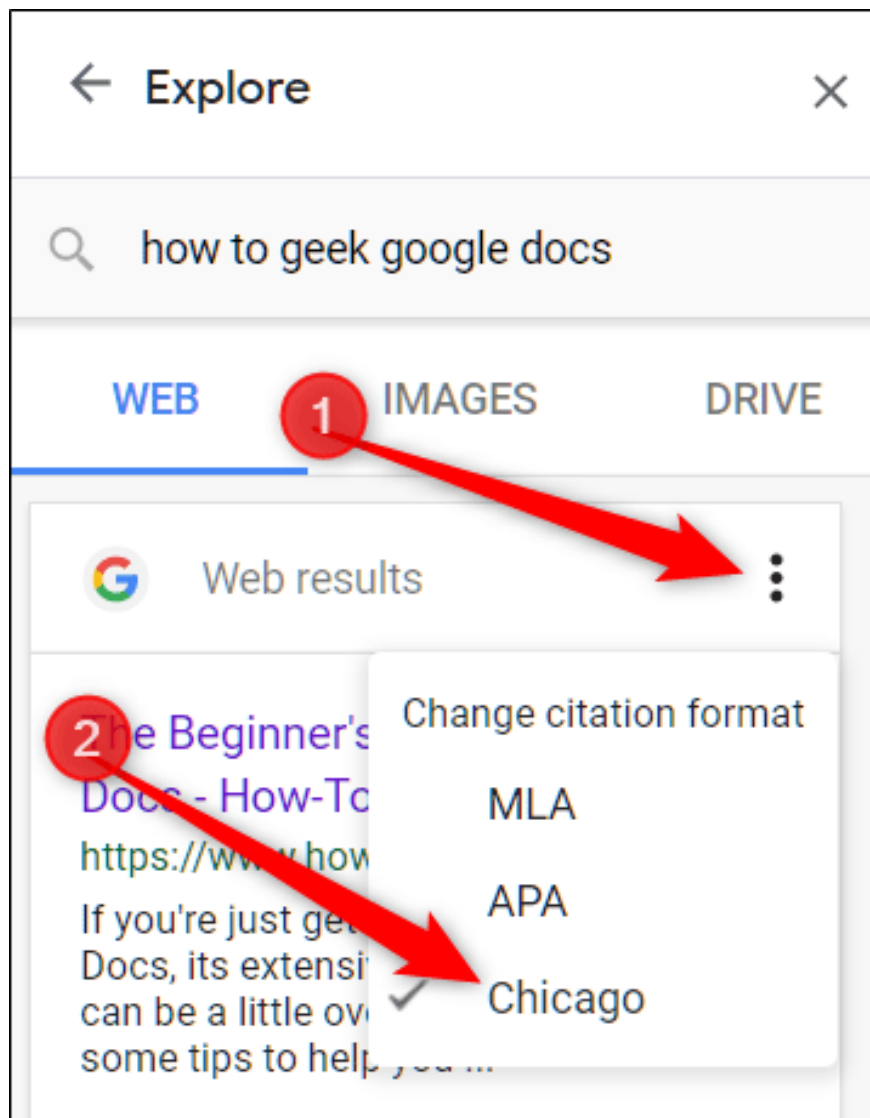 Explore
how to geek google docs
WEB IMAGES DRIVE
1
Web results
Change citation format
2
The Beginner's
Docs - How-To
MLA
https://www.how
APA
If you're just get
Docs, its extensi
Chicago
can be a little ov
some tips to help you ...